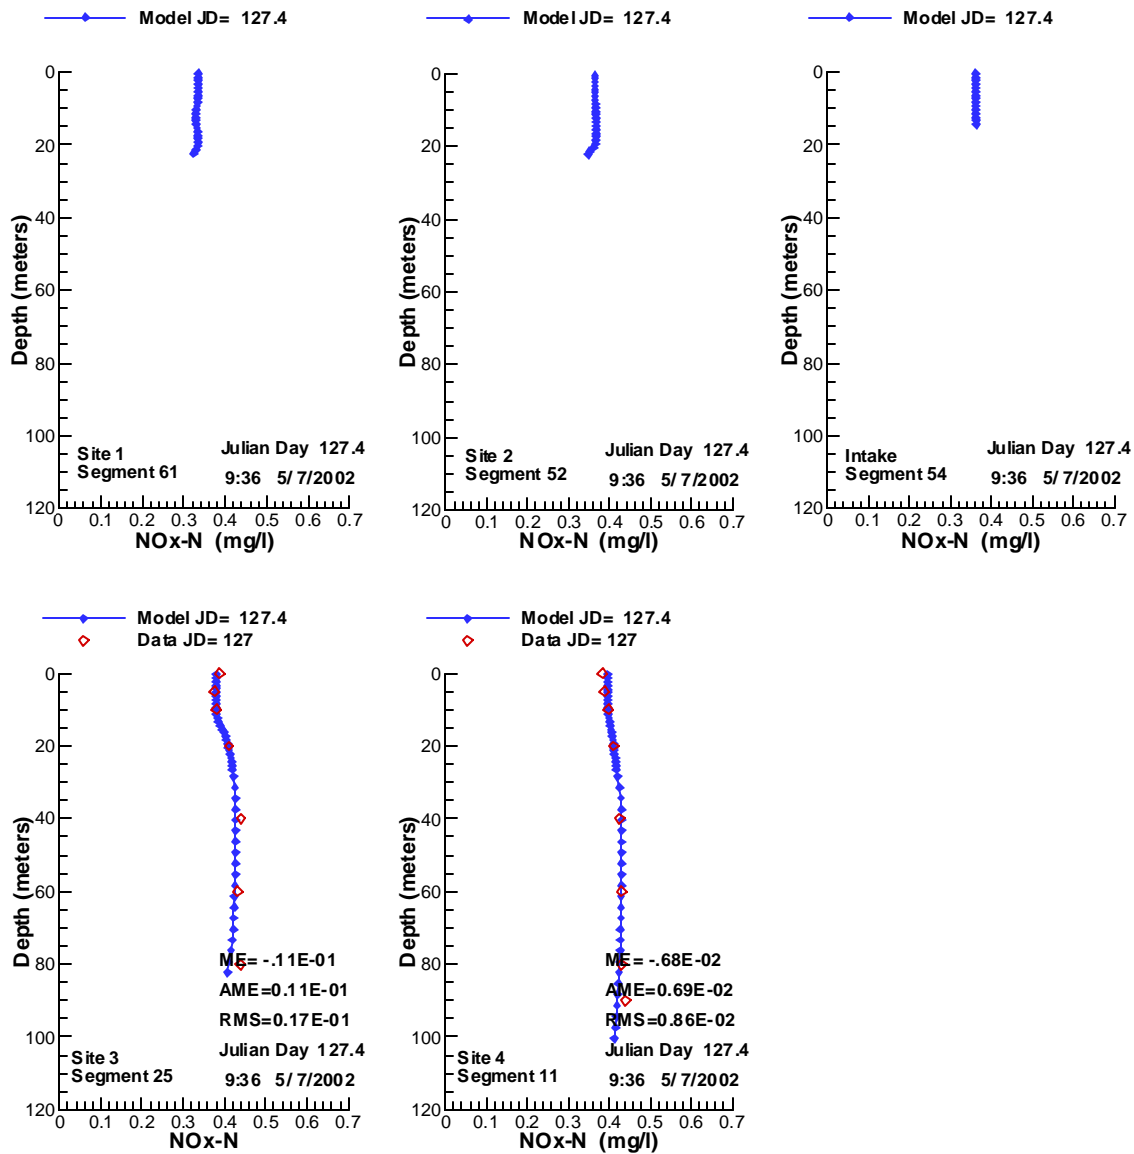 Model JD= 127.4
Model JD= 127.4
Model JD= 127.4
0
20
40
60
80
100
120
Depth (meters)
Site 1
Segment 61
Julian Day 127.4
9:36 5/7/2002
0 0.1 0.2 0.3 0.4 0.5 0.6 0.7
NOx-N (mg/l)
0
20
40
60
80
100
120
Depth (meters)
Site 2
Segment 52
Julian Day 127.4
9:36 5/7/2002
0 0.1 0.2 0.3 0.4 0.5 0.6 0.7
NOx-N (mg/l)
0
20
40
60
80
100
120
Depth (meters)
Intake
Segment 54
Julian Day 127.4
9:36 5/7/2002
0 0.1 0.2 0.3 0.4 0.5 0.6 0.7
NOx-N (mg/l)
Model JD= 127.4
Data JD= 127
0
20
40
60
80
100
120
Depth (meters)
ME= -.11E-01
AME=0.11E-01
RMS=0.17E-01
Site 3
Segment 25
Julian Day 127.4
9:36 5/7/2002
0 0.1 0.2 0.3 0.4 0.5 0.6 0.7
NOx-N
Model JD= 127.4
Data JD= 127
0
20
40
60
80
100
120
Depth (meters)
ME= -.68E-02
AME=0.69E-02
RMS=0.86E-02
Site 4
Segment 11
Julian Day 127.4
9:36 5/7/2002
0 0.1 0.2 0.3 0.4 0.5 0.6 0.7
NOx-N (mg/l)